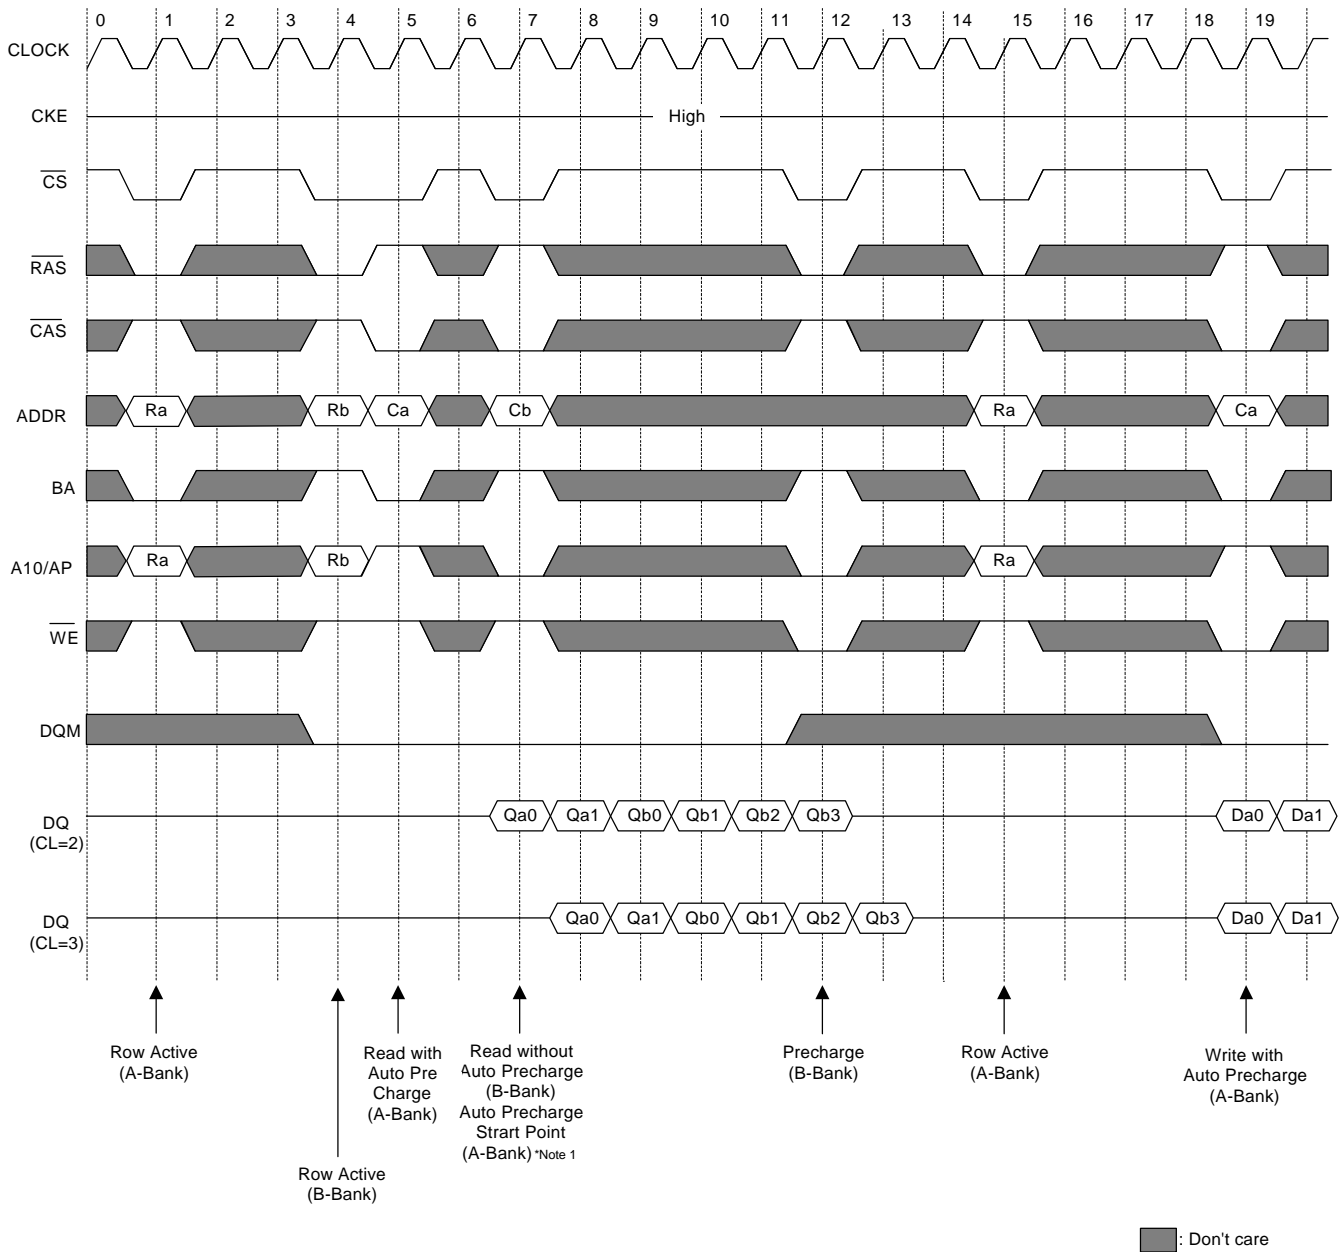 0 1 2 3 4 5 6 7 8 9 10 11 12 13 14 15 16 17 18 19
CLOCK
CKE High
CS
RAS
CAS
ADDR Ra Rb Ca Cb Ra Ca
BA
A10/AP Ra Rb Ra
WE
DQM
DQ
(CL=2)
Qa0 Qa1 Qb0 Qb1 Qb2 Qb3 Da0 Da1
DQ
(CL=3)
Qa0 Qa1 Qb0 Qb1 Qb2 Qb3 Da0 Da1
Row Active
(A-Bank)
Row Active
(B-Bank)
Read with
Auto Pre
Charge
(A-Bank)
Read without
Auto Precharge
(B-Bank)
Auto Precharge
Strart Point
(A-Bank) *Note 1
Precharge
(B-Bank)
Row Active
(A-Bank)
Write with
Auto Precharge
(A-Bank)
: Don't care